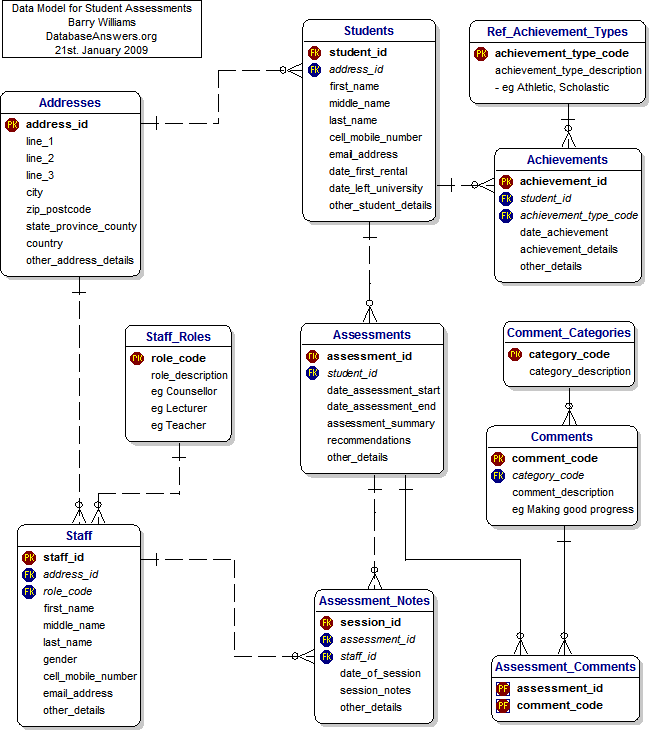 Data Model for Student Assessments
Barry Williams
DatabaseAnswers.org
21st. January 2009
Students
FK student_id
FK address_id
first_name
middle_name
last_name
cell_mobile_number
email_address
date_first_rental
date_left_university
other_student_details
Ref_Achievement_Types
PK achievement_type_code
achievement_type_description
- eg Athletic, Scholastic
Addresses
PK address_id
line_1
line_2
line_3
city
zip_postcode
state_province_county
country
other_address_details
Achievements
PK achievement_id
FK student_id
FK achievement_type_code
date_achievement
achievement_details
other_details
Staff_Roles
PK role_code
role_description
eg Counsellor
eg Lecturer
eg Teacher
Assessments
FK assessment_id
FK student_id
date_assessment_start
date_assessment_end
assessment_summary
recommendations
other_details
Comment_Categories
PK category_code
category_description
Comments
PK comment_code
FK category_code
comment_description
eg Making good progress
Staff
PK staff_id
FK address_id
FK role_code
first_name
middle_name
last_name
gender
cell_mobile_number
email_address
other_details
Assessment_Notes
FK session_id
FK assessment_id
FK staff_id
date_of_session
session_notes
other_details
Assessment_Comments
PF assessment_id
PF comment_code